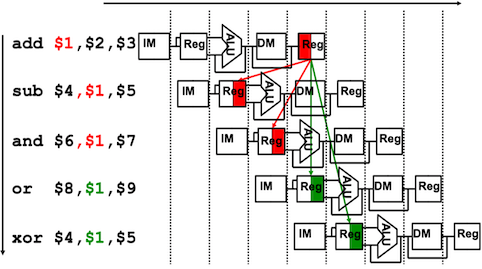 add $1,$2,$3 IM Reg ALU DM Reg
sub $4,$1,$5 IM Reg ALU DM Reg
and $6,$1,$7 IM Reg ALU DM Reg
or $8,$1,$9 IM Reg ALU DM Reg
xor $4,$1,$5 IM Reg ALU DM Reg